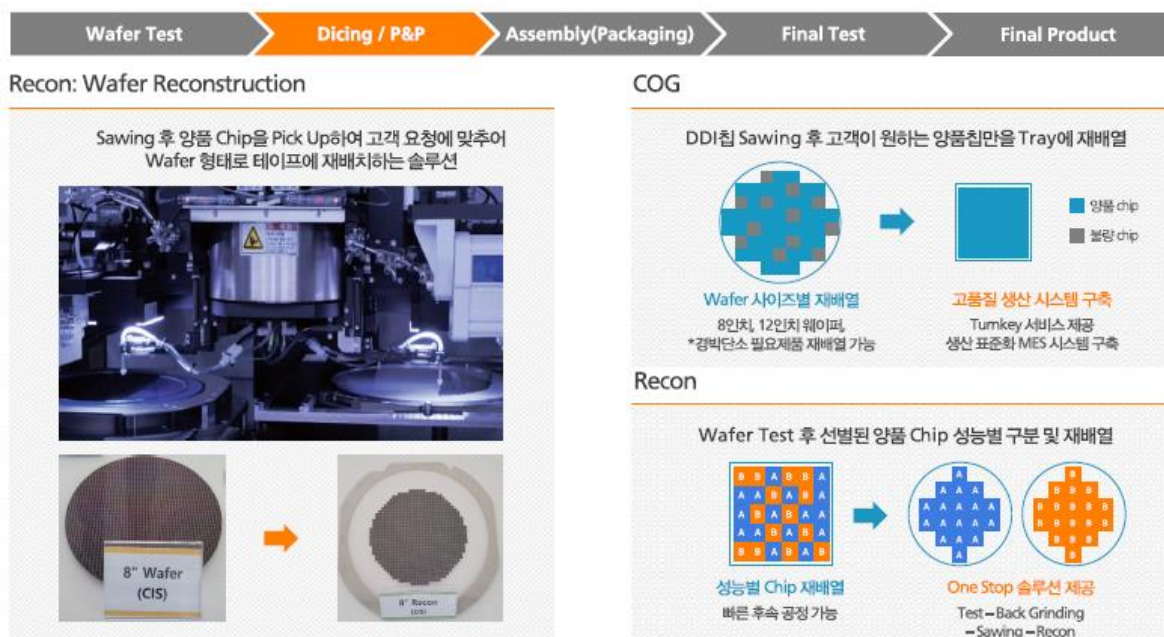 Wafer Test
Dicing / P&P
Assembly(Packaging)
Final Test
Final Product
Recon: Wafer Reconstruction
Sawing 후 양품 Chip을 Pick Up하여 고객 요청에 맞추어
Wafer 형태로 테이프에 재배치하는 솔루션
8" Wafer
(CIS)
8" Recon
(CIS)
COG
DDI칩 Sawing 후 고객이 원하는 양품칩만을 Tray에 재배열
양품 chip
불량 chip
Wafer 사이즈별 재배열
8인치, 12인치 웨이퍼,
*경박단소 필요제품 재배열 가능
고품질 생산 시스템 구축
Turnkey 서비스 제공
생산 표준화 MES 시스템 구축
Recon
Wafer Test 후 선별된 양품 Chip 성능별 구분 및 재배열
B B A B B A
A A B A B A
A B A B A A
A B A B A A
B B A B A B
A
A A A
A A A A A
A A A A A
A A A
A
B
B B B
B B B B B
B B B B B
B B B
B
성능별 Chip 재배열
빠른 후속 공정 가능
One Stop 솔루션 제공
Test – Back Grinding
– Sawing – Recon